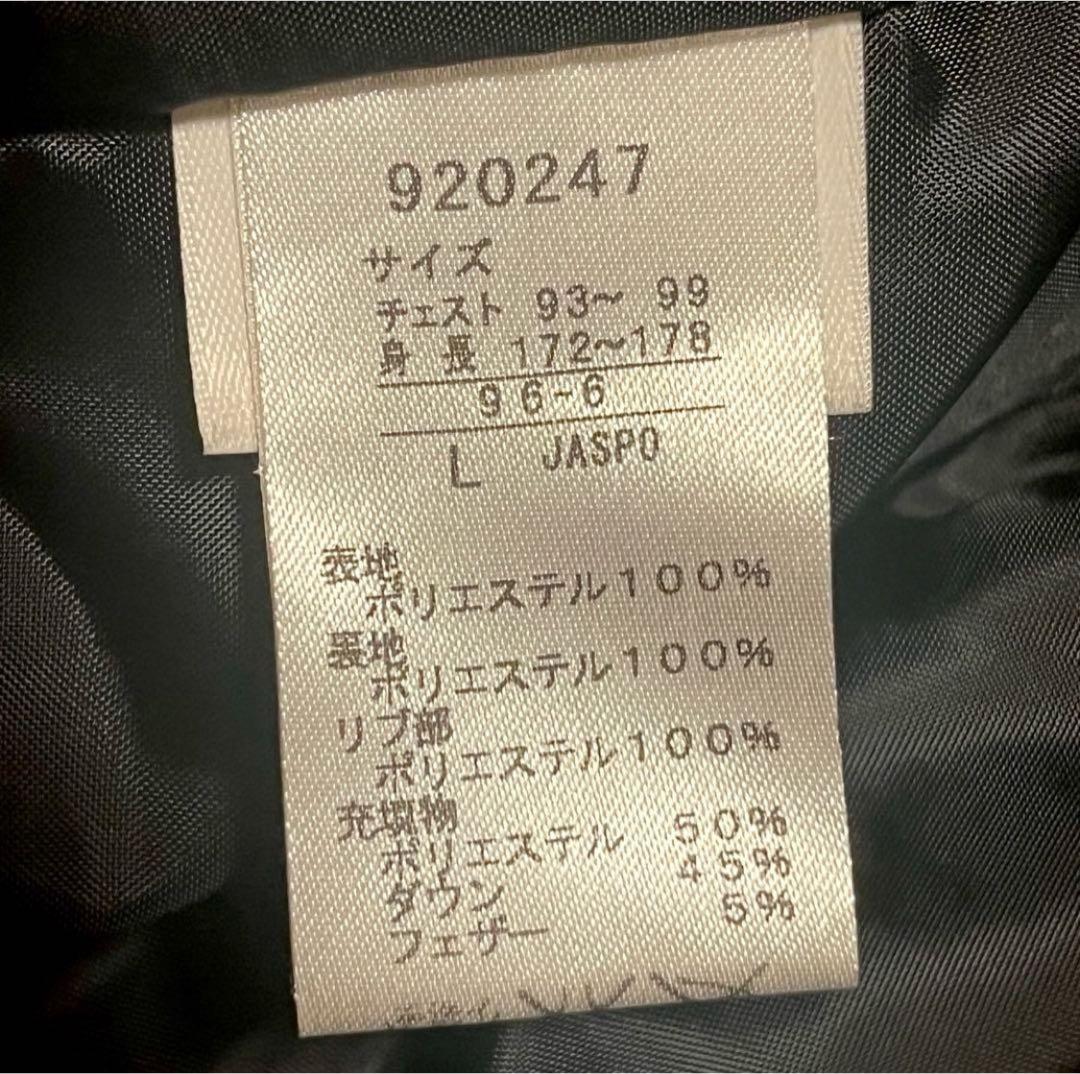 920247
サイズ
チェスト 93〜 99
身 長 172〜178
96-6
L JASPO
表地
ポリエステル100%
裏地
ポリエステル100%
リブ部
ポリエステル100%
充填物
ポリエステル 50%
ダウン 45%
フェザー 5%